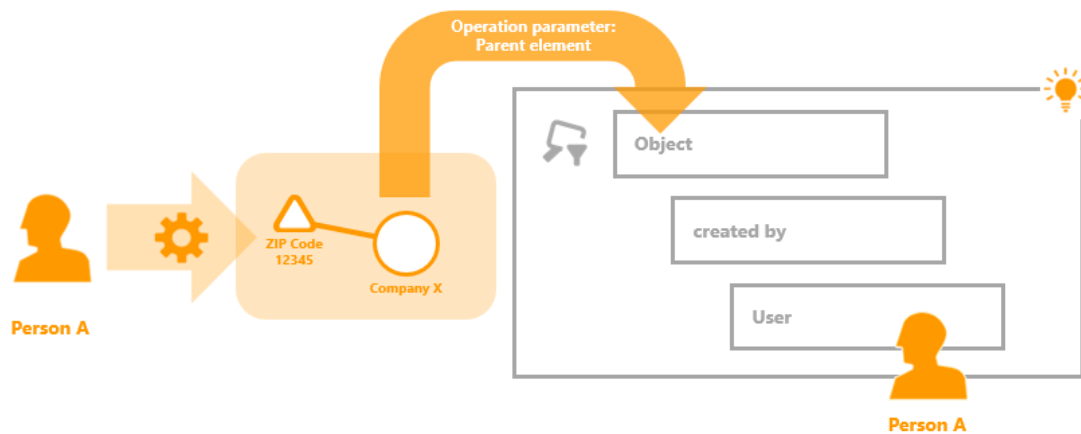 Operation parameter:
Parent element
Object
created by
User
ZIP Code
12345
Company X
Person A
Person A